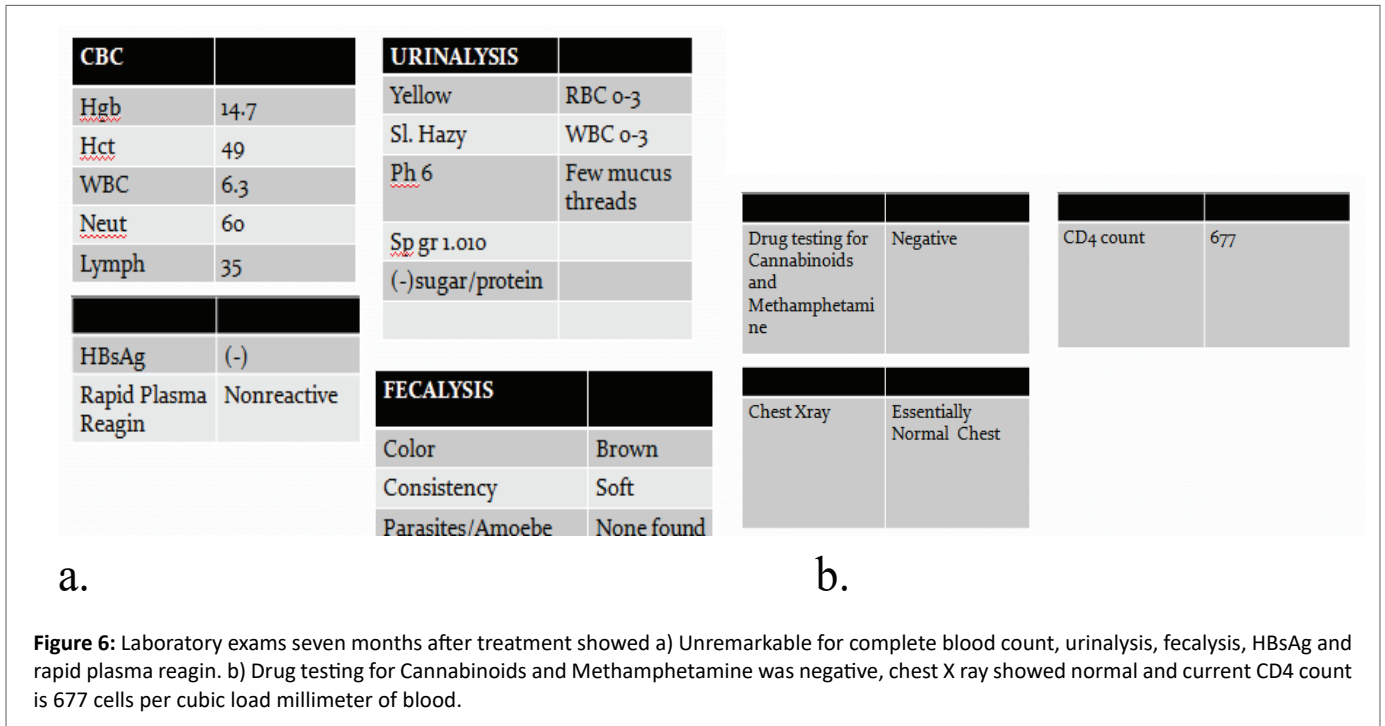 CBC
Hgb 14.7
Hct 49
WBC 6.3
Neut 60
Lymph 35
HBsAg (-)
Rapid Plasma Nonreactive
Reagin
URINALYSIS
Yellow RBC 0-3
Sl. Hazy WBC 0-3
Ph 6 Few mucus
threads
Sp gr 1.010
(-)sugar/protein
FECALYSIS
Color Brown
Consistency Soft
Parasites/Amoebe None found
Drug testing for Negative
Cannabinoids
and
Methamphetami
ne
CD4 count 677
Chest Xray Essentially
Normal Chest
a.
b.
Figure 6: Laboratory exams seven months after treatment showed a) Unremarkable for complete blood count, urinalysis, fecalysis, HBsAg and
rapid plasma reagin. b) Drug testing for Cannabinoids and Methamphetamine was negative, chest X ray showed normal and current CD4 count
is 677 cells per cubic load millimeter of blood.